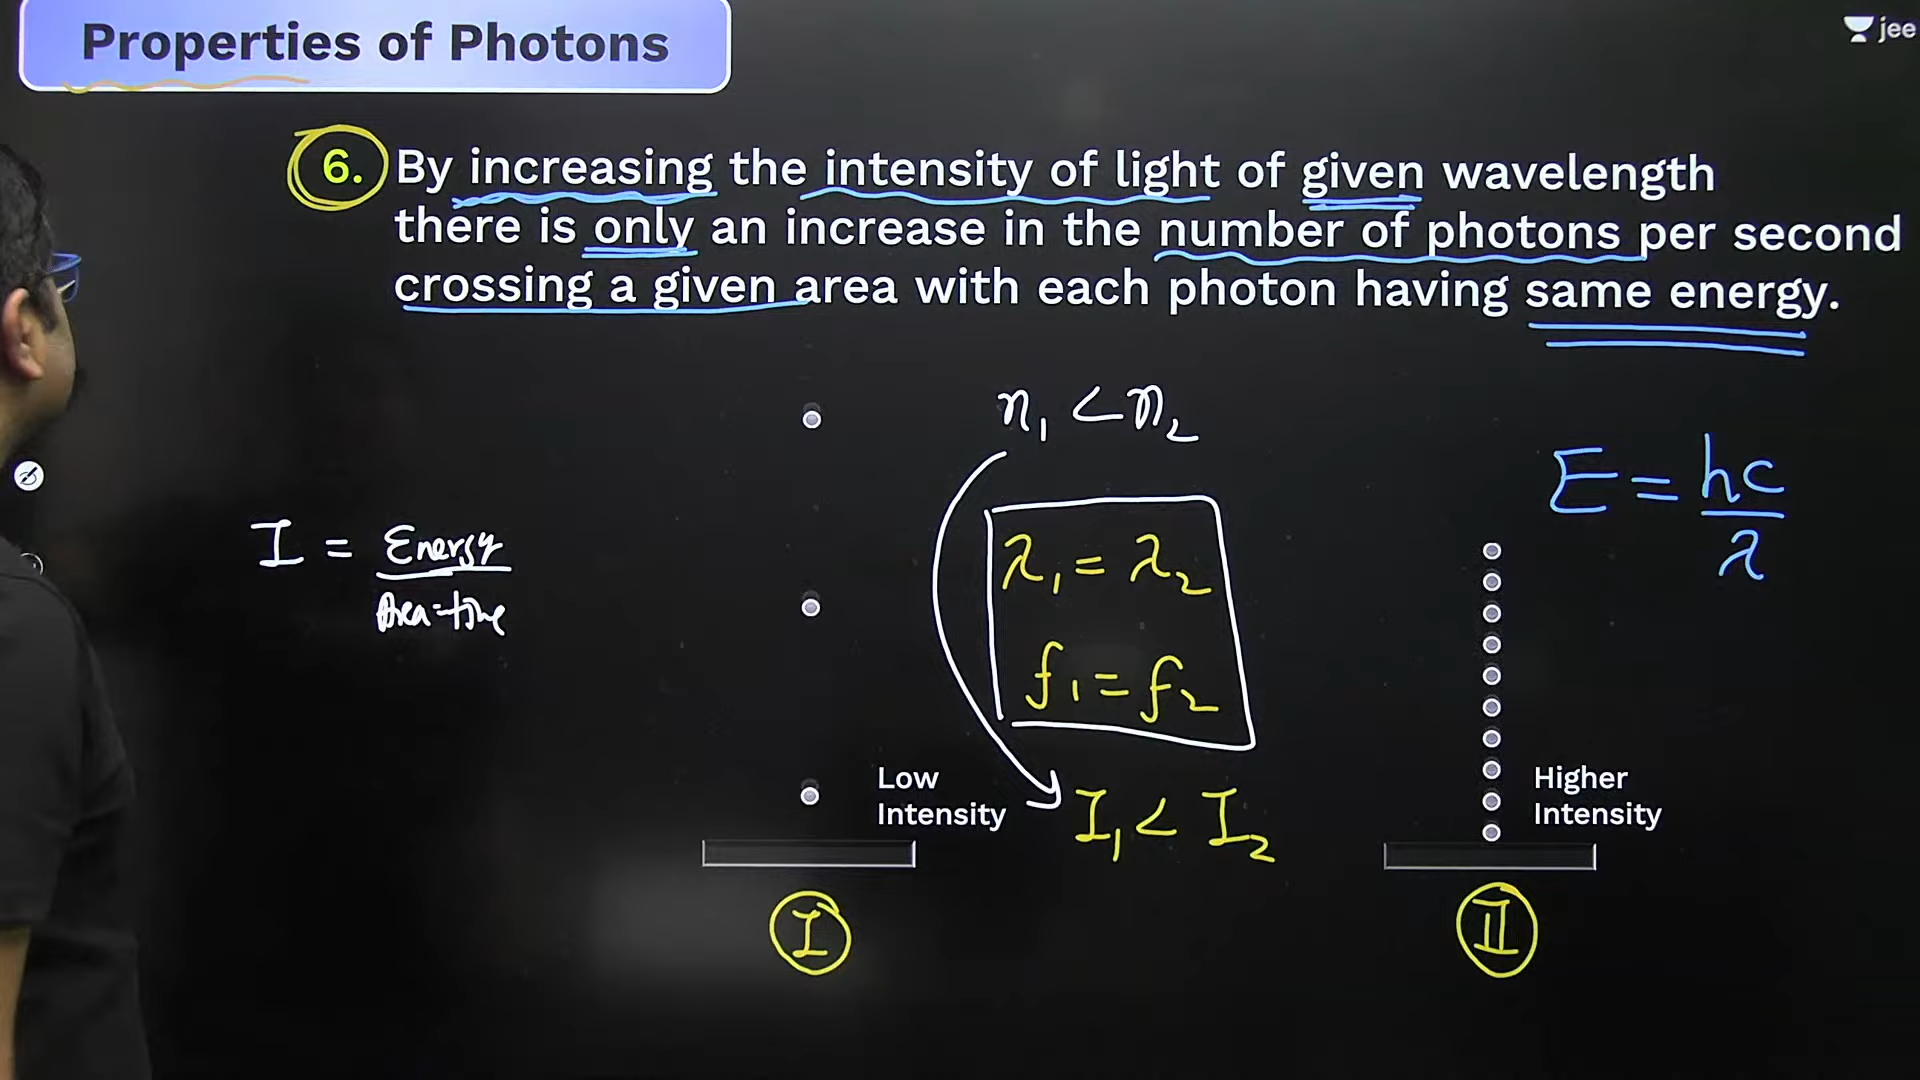 Properties of Photons
jee
6. By increasing the intensity of light of given wavelength
there is only an increase in the number of photons per second
crossing a given area with each photon having same energy.
n₁ < n₂
E = hc/λ
I = Energy/Area-time
λ₁ = λ₂
f₁ = f₂
Low
Intensity
I₁ < I₂
Higher
Intensity
I
II